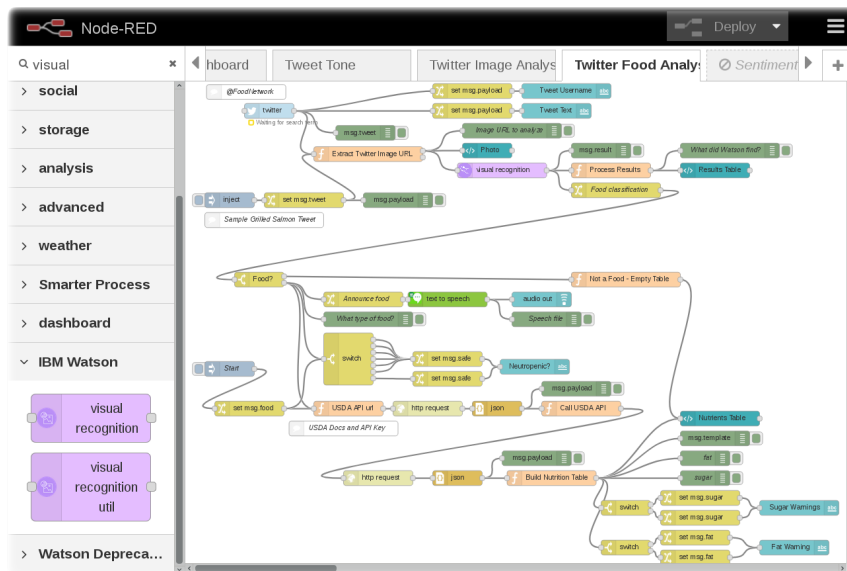 Node-RED
Deploy
visual
hboard
Tweet Tone
Twitter Image Analys
Twitter Food Analys
Sentiment
social
storage
analysis
advanced
weather
Smarter Process
dashboard
IBM Watson
visual
recognition
visual
recognition
util
Watson Depreca...
@FoodNetwork
set msg.payload
Tweet Username
twitter
set msg.payload
Tweet Text
Waiting for search term
msg.tweet
Image URL to analyze
Extract Twitter Image URL
Photo
msg.result
What did Watson find?
visual recognition
Process Results
Results Table
Food classification
inject
set msg.tweet
msg.payload
Sample Grilled Salmon Tweet
Food?
Not a Food - Empty Table
Announce food
text to speech
audio out
What type of food?
Speech file
switch
set msg.safe
Neutropenic?
Start
set msg.safe
msg.payload
set msg.food
USDA API url
http request
json
Call USDA API
USDA Docs and API Key
Nutrients Table
msg.template
msg.payload
fat
http request
json
Build Nutrition Table
sugar
set msg.sugar
switch
Sugar Warnings
set msg.sugar
set msg.fat
switch
Fat Warning
set msg.fat